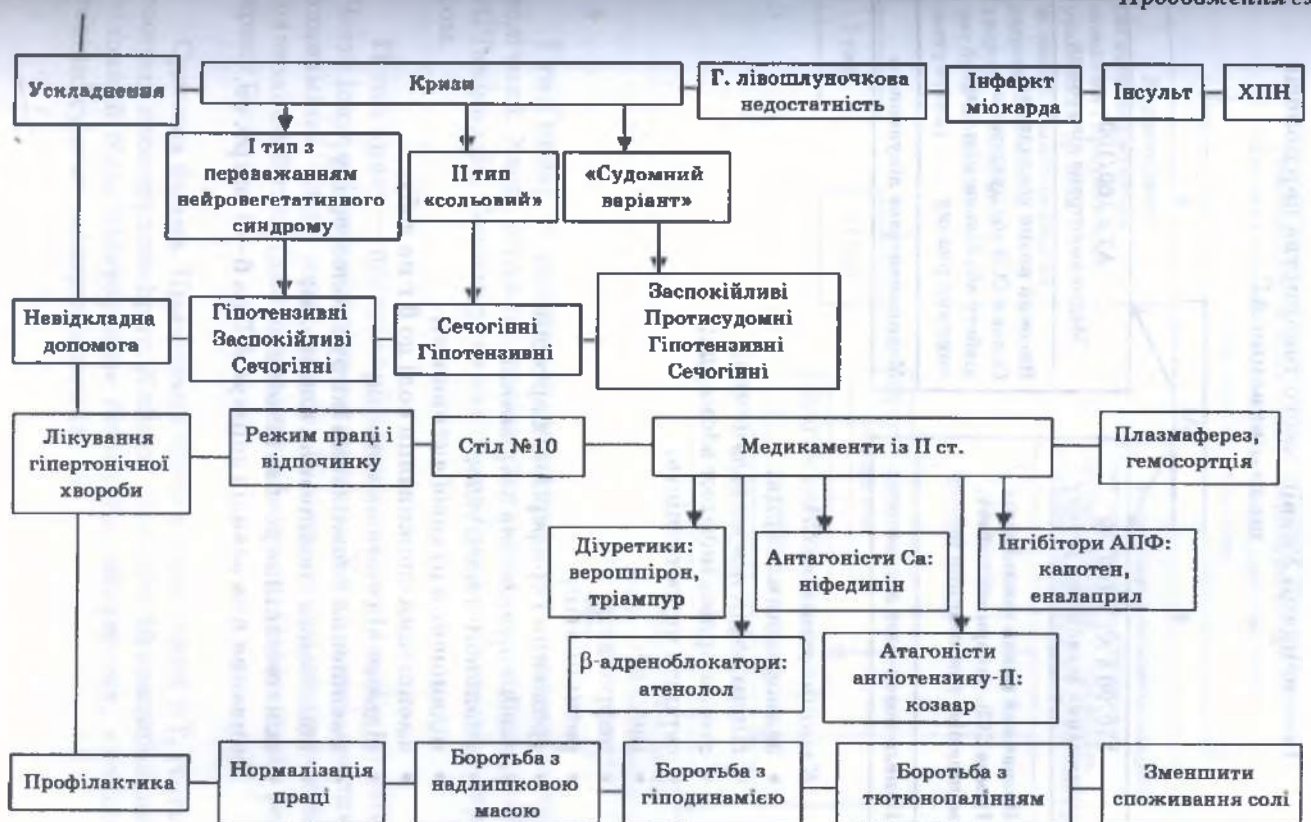 Ускладнення
Кризи
Г. лівошлуночкова
недостатність
Інфаркт
міокарда
Інсульт
ХПН
І тип з
переважанням
нейровегетативного
синдрому
ІІ тип
«сольовий»
«Судомний
варіант»
Невідкладна
допомога
Гіпотензивні
Заспокійливі
Сечогінні
Сечогінні
Гіпотензивні
Заспокійливі
Протисудомні
Гіпотензивні
Сечогінні
Лікування
гіпертонічної
хвороби
Режим праці і
відпочинку
Стіл №10
Медикаменти із ІІ ст.
Плазмаферез,
гемосортція
Діуретики:
верошпірон,
тріампур
Антагоністи Са:
ніфедипін
Інгібітори АПФ:
капотен,
еналаприл
β-адреноблокатори:
атенолол
Атагоністи
ангіотензину-ІІ:
козаар
Профілактика
Нормалізація
праці
Боротьба з
надлишковою
масою
Боротьба з
гіподинамією
Боротьба з
тютюнопалінням
Зменшити
споживання солі